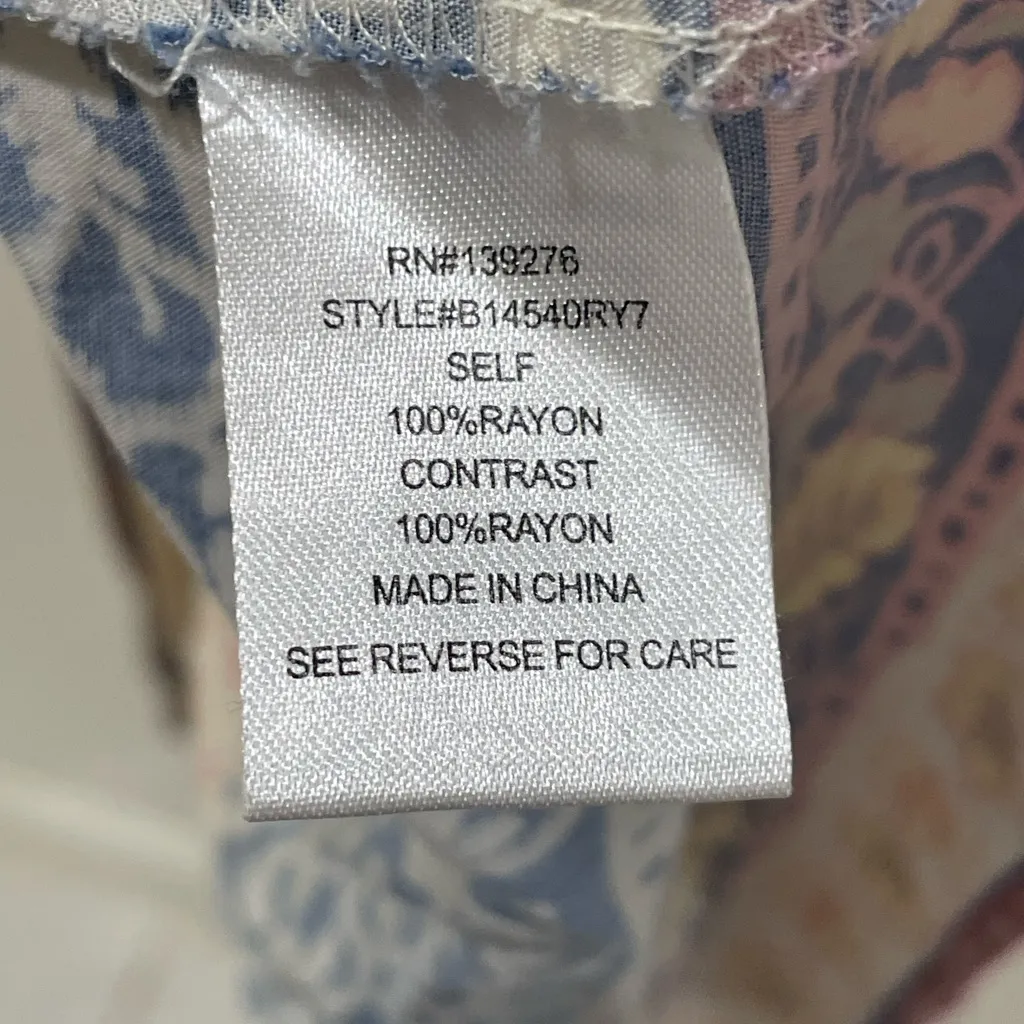 RN#139276
STYLE#B14540RY7
SELF
100%RAYON
CONTRAST
100%RAYON
MADE IN CHINA
SEE REVERSE FOR CARE